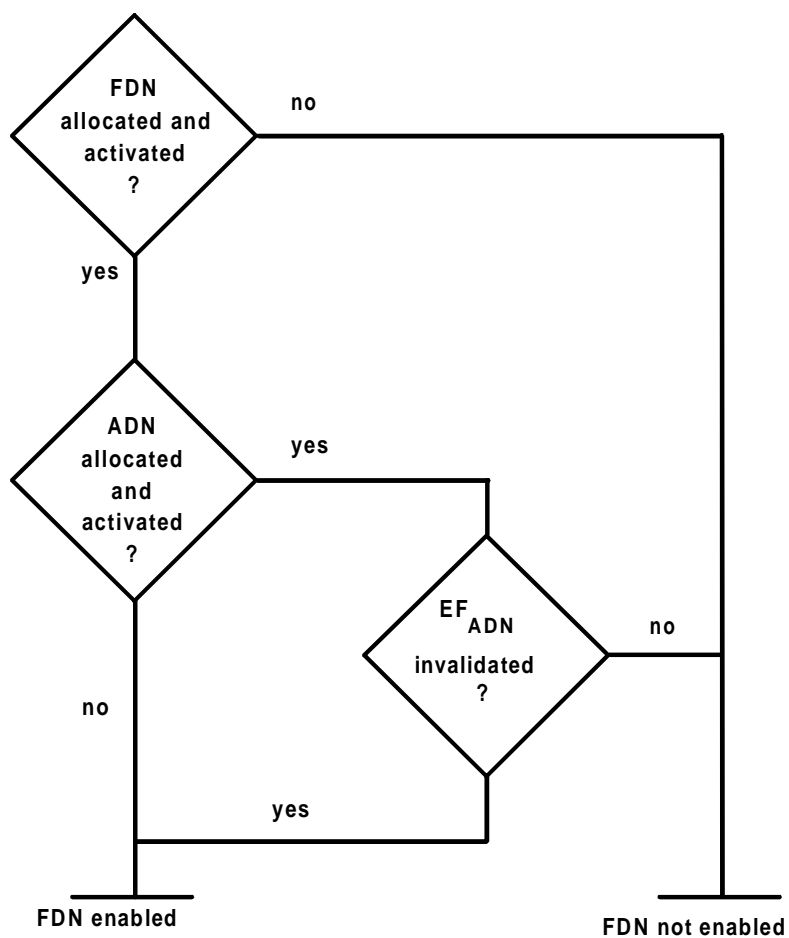 FDN
allocated and
activated
?
no
yes
ADN
allocated
and
activated
?
yes
EF ADN
invalidated
?
no
no
yes
FDN enabled
FDN not enabled